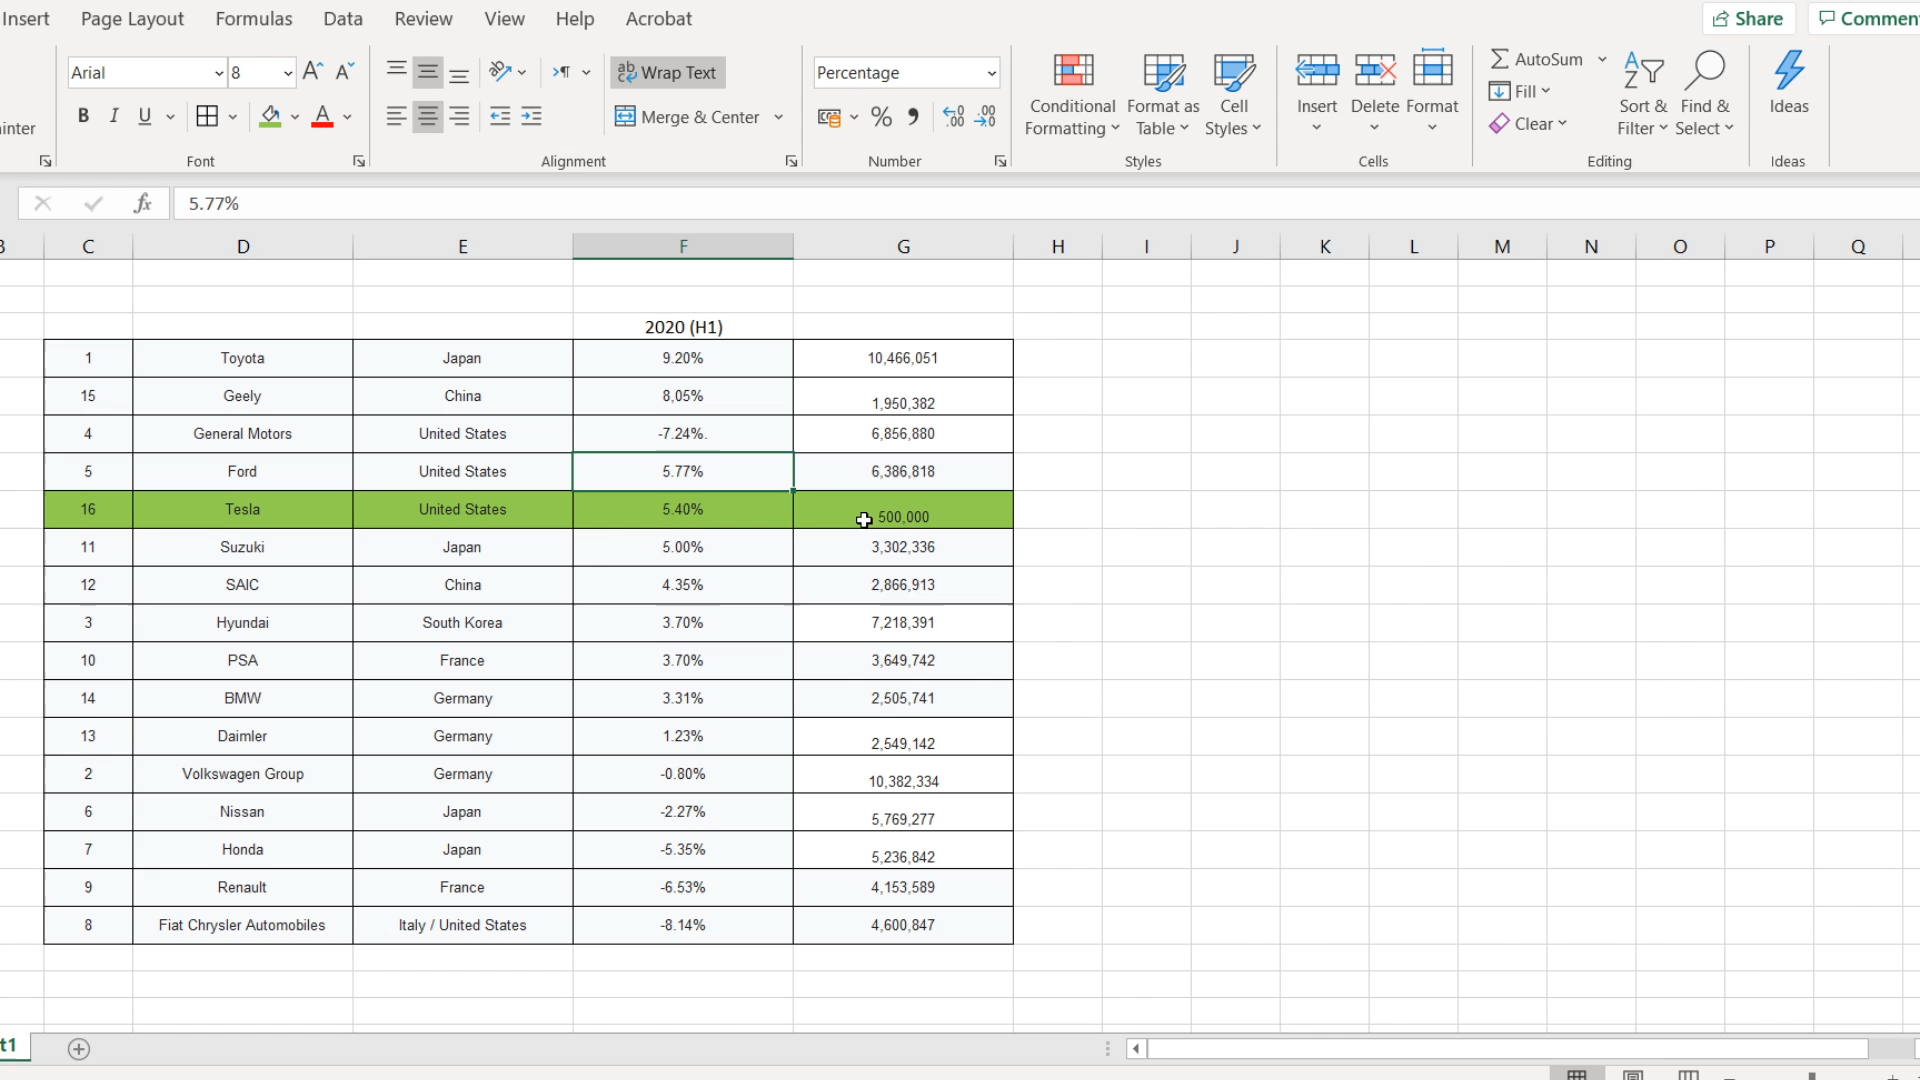 Insert Page Layout Formulas Data Review View Help Acrobat Share Commen
Arial 8 A A ab Wrap Text Percentage AutoSum
inter B I U A Merge & Center % Conditional Formatting Format as Table Cell Styles Insert Delete Format Fill Clear Sort & Filter Find & Select Ideas
Font Alignment Number Styles Cells Editing Ideas
fx 5.77%
B C D E F G H I J K L M N O P Q
2020 (H1)
1 Toyota Japan 9.20% 10,466,051
15 Geely China 8,05% 1,950,382
4 General Motors United States -7.24%. 6,856,880
5 Ford United States 5.77% 6,386,818
16 Tesla United States 5.40% 500,000
11 Suzuki Japan 5.00% 3,302,336
12 SAIC China 4.35% 2,866,913
3 Hyundai South Korea 3.70% 7,218,391
10 PSA France 3.70% 3,649,742
14 BMW Germany 3.31% 2,505,741
13 Daimler Germany 1.23% 2,549,142
2 Volkswagen Group Germany -0.80% 10,382,334
6 Nissan Japan -2.27% 5,769,277
7 Honda Japan -5.35% 5,236,842
9 Renault France -6.53% 4,153,589
8 Fiat Chrysler Automobiles Italy / United States -8.14% 4,600,847
t1